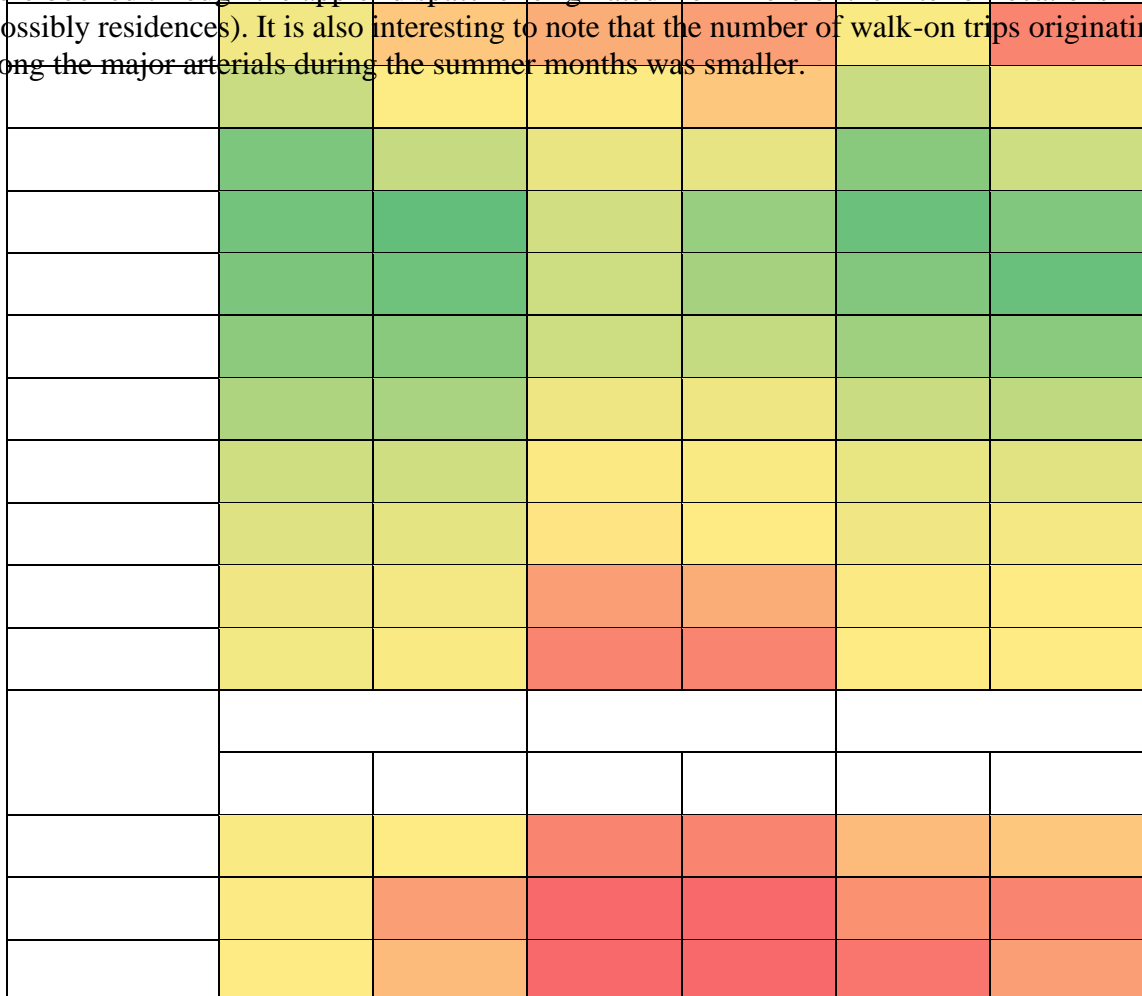 ossibly residences). It is also interesting to note that the number of walk-on trips originatin
ong the major arterials during the summer months was smaller.